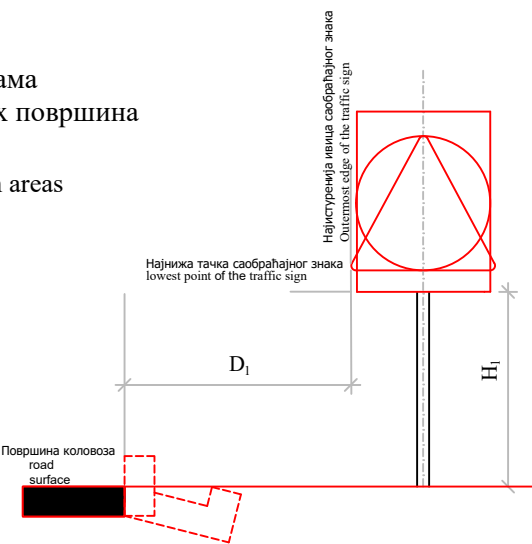 ама
х површина
areas
Најистуренија ивица саобраћајног знака
Outermost edge of the traffic sign
Најнижа тачка саобраћајног знака
lowest point of the traffic sign
D₁
H₁
Површина коловоза
road
surface